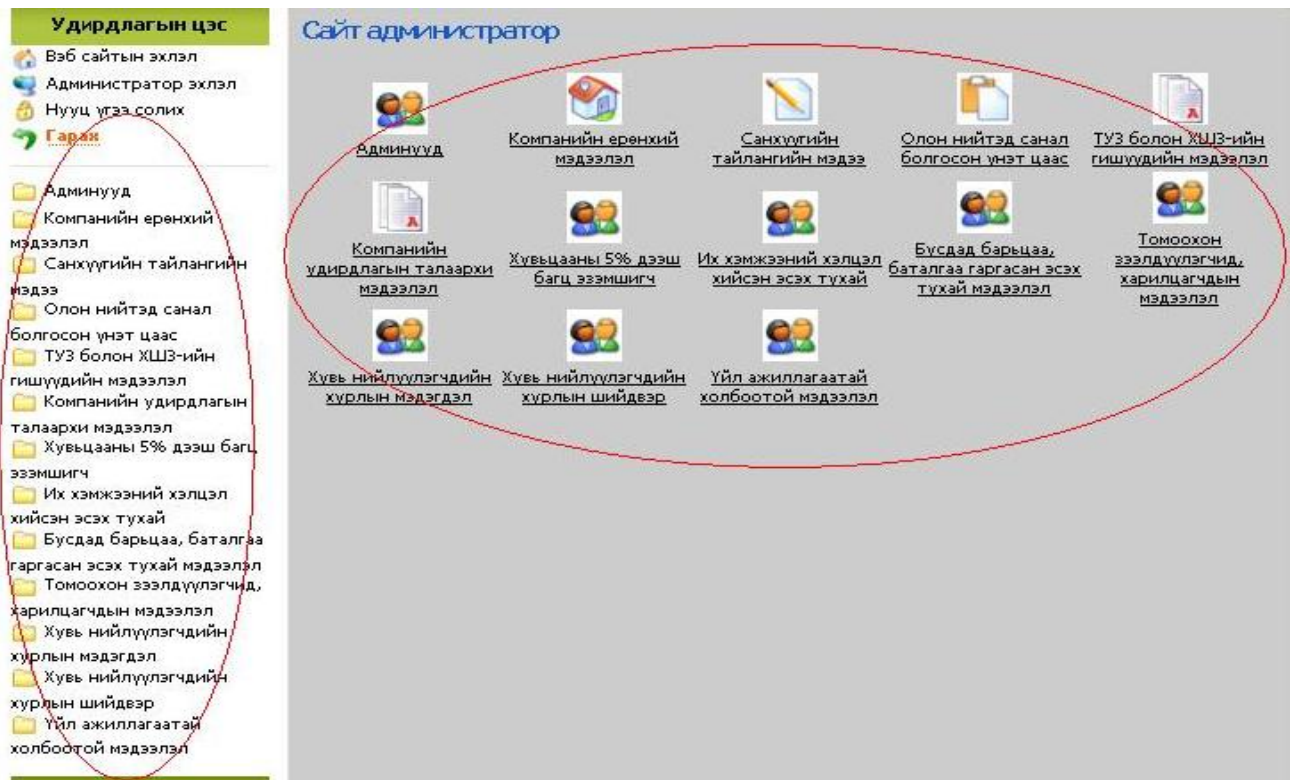 Удирдлагын цэс
Вэб сайтын эхлэл
Администратор эхлэл
Нууц үгээ солих
Гарах
Админууд
Компанийн ерөнхий
мэдээлэл
Санхүүгийн тайлангийн
мэдээ
Олон нийтэд санал
болгосон үнэт цаас
ТУЗ болон ХШЗ-ийн
гишүүдийн мэдээлэл
Компанийн удирдлагын
талаархи мэдээлэл
Хувьцааны 5% дээш багц
эзэмшигч
Их хэмжээний хэлцэл
хийсэн эсэх тухай
Бусдад барьцаа, баталгаа
гаргасан эсэх тухай мэдээлэл
Томоохон зээлдүүлэгчид,
харилцагчдын мэдээлэл
Хувь нийлүүлэгчдийн
хурлын мэдэгдэл
Хувь нийлүүлэгчдийн
хурлын шийдвэр
Үйл ажиллагаатай
холбоотой мэдээлэл
Сайт администратор
Админууд
Компанийн ерөнхий
мэдээлэл
Санхүүгийн
тайлангийн мэдээ
Олон нийтэд санал
болгосон үнэт цаас
ТУЗ болон ХШЗ-ийн
гишүүдийн мэдээлэл
Компанийн
удирдлагын талаархи
мэдээлэл
Хувьцааны 5% дээш
багц эзэмшигч
Их хэмжээний хэлцэл
хийсэн эсэх тухай
Бусдад барьцаа,
баталгаа гаргасан эсэх
тухай мэдээлэл
Томоохон
зээлдүүлэгчид,
харилцагчдын
мэдээлэл
Хувь нийлүүлэгчдийн
хурлын мэдэгдэл
Хувь нийлүүлэгчдийн
хурлын шийдвэр
Үйл ажиллагаатай
холбоотой мэдээлэл